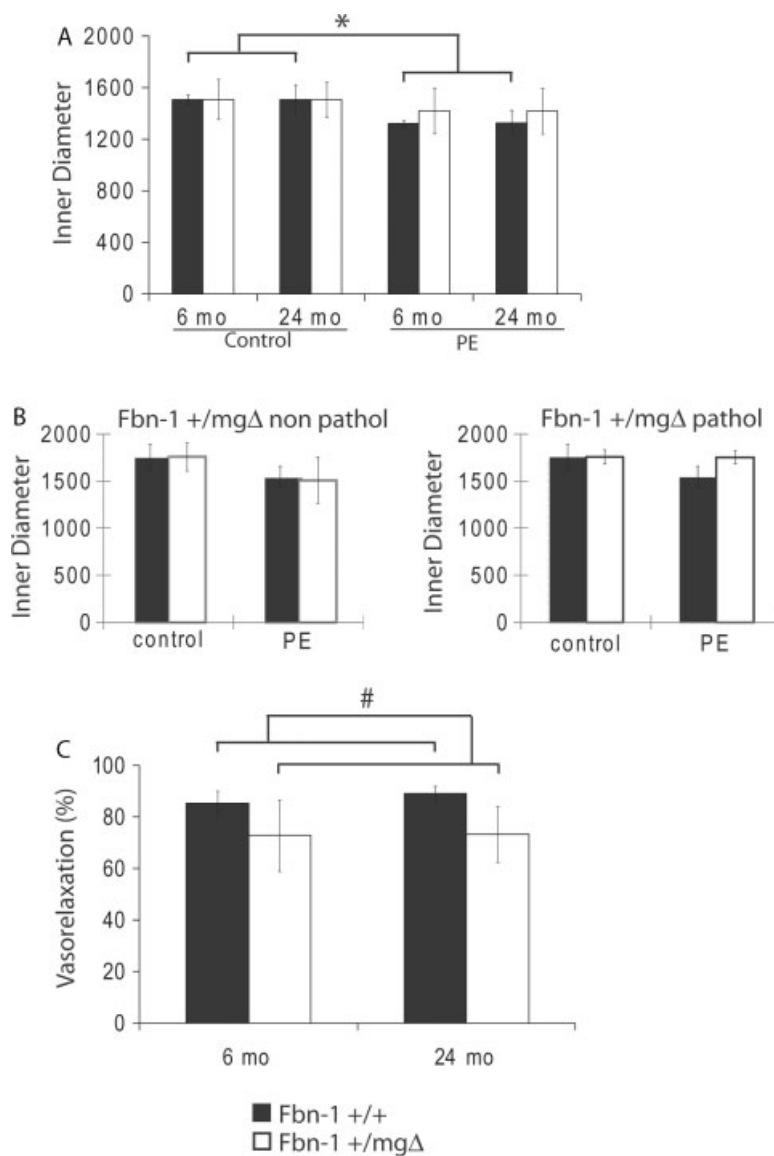 A
*
Inner Diameter
2000
1600
1200
800
400
0
6 mo 24 mo 6 mo 24 mo
Control PE
B
Fbn-1 +/mgΔ non pathol
Inner Diameter
2000
1500
1000
500
0
control PE
Fbn-1 +/mgΔ pathol
Inner Diameter
2000
1500
1000
500
0
control PE
#
C
Vasorelaxation (%)
100
80
60
40
20
0
6 mo 24 mo
Fbn-1 +/+
Fbn-1 +/mgΔ